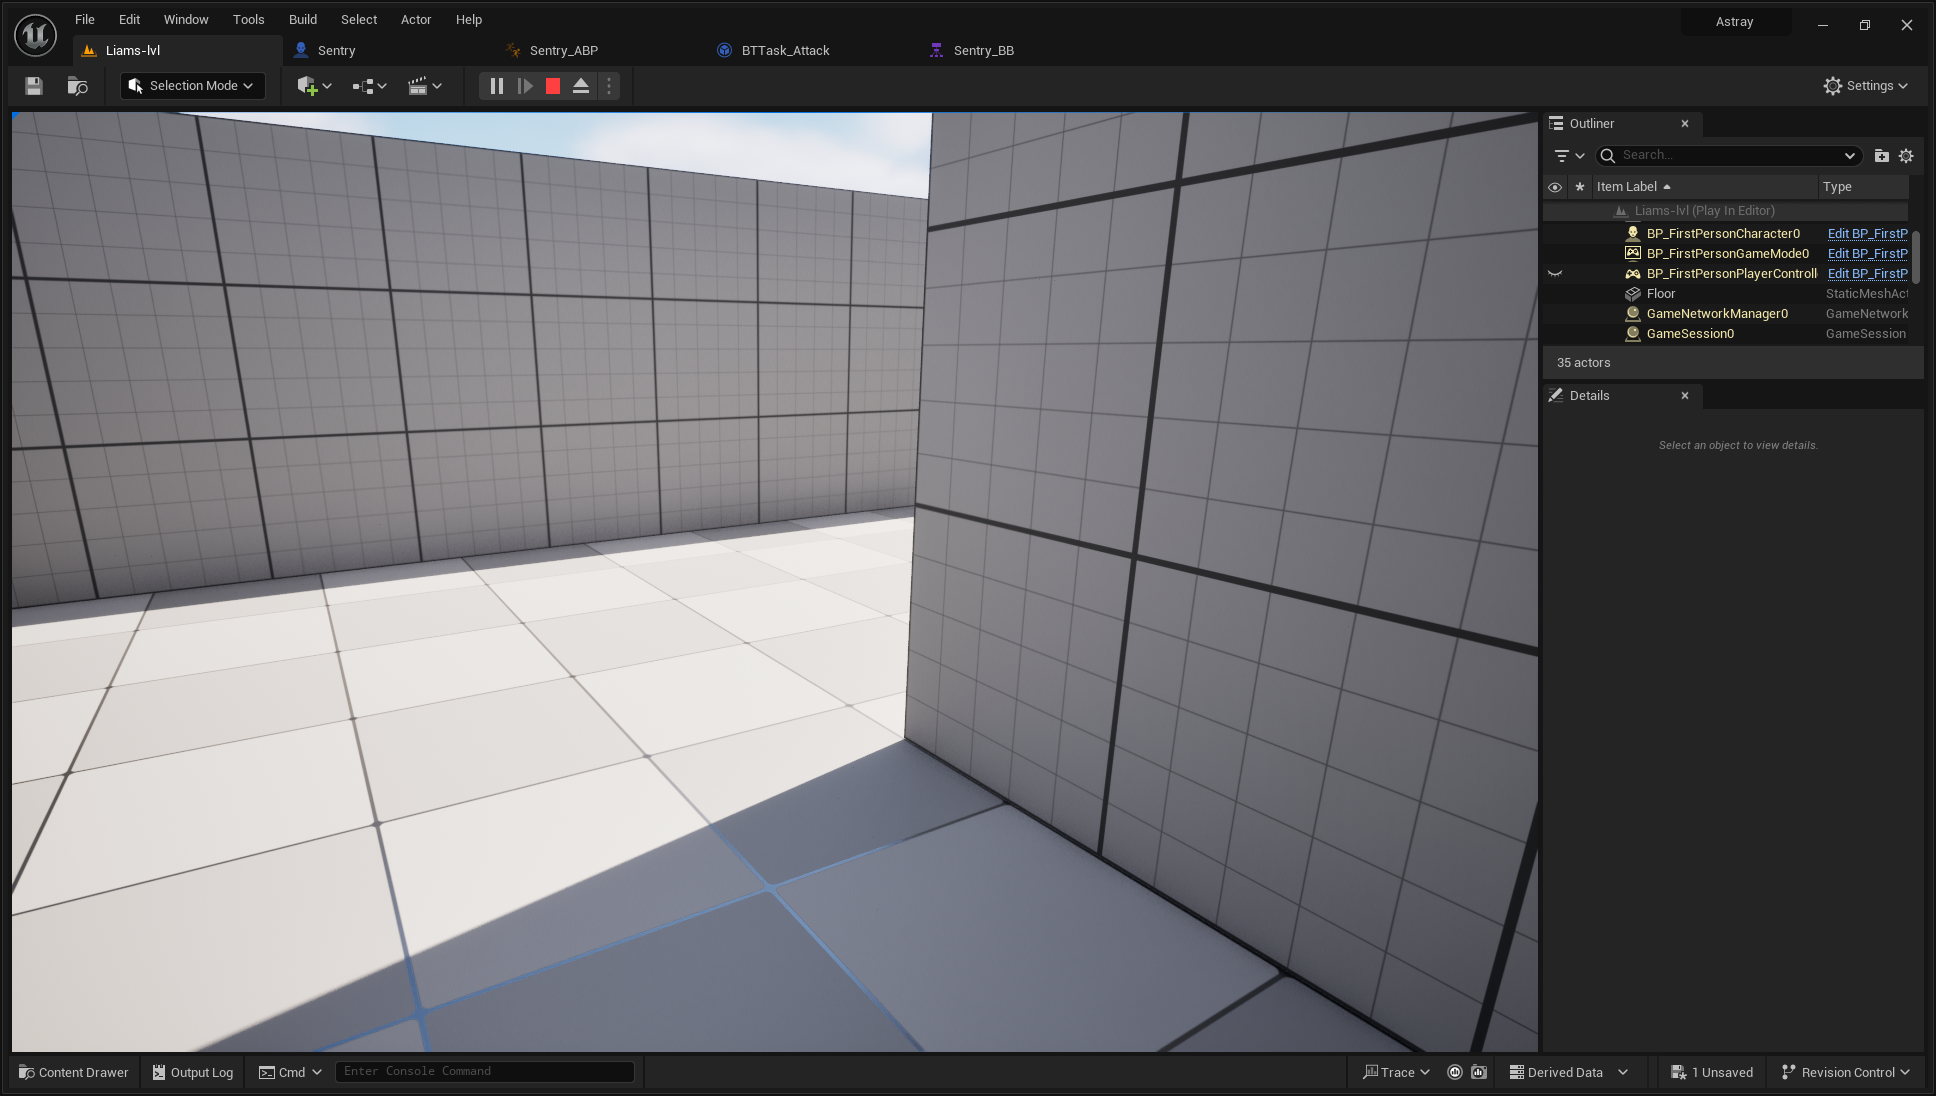 File Edit Window Tools Build Select Actor Help
Astray
Liams-lvl Sentry Sentry_ABP BTTask_Attack Sentry_BB
Selection Mode
Settings
Outliner
Search...
Item Label Type
Liams-lvl (Play In Editor)
BP_FirstPersonCharacter0 Edit BP_FirstP
BP_FirstPersonGameMode0 Edit BP_FirstP
BP_FirstPersonPlayerControll Edit BP_FirstP
Floor StaticMeshAct
GameNetworkManager0 GameNetwork
GameSession0 GameSession
35 actors
Details
Select an object to view details.
Content Drawer Output Log Cmd Enter Console Command Trace Derived Data 1 Unsaved Revision Control